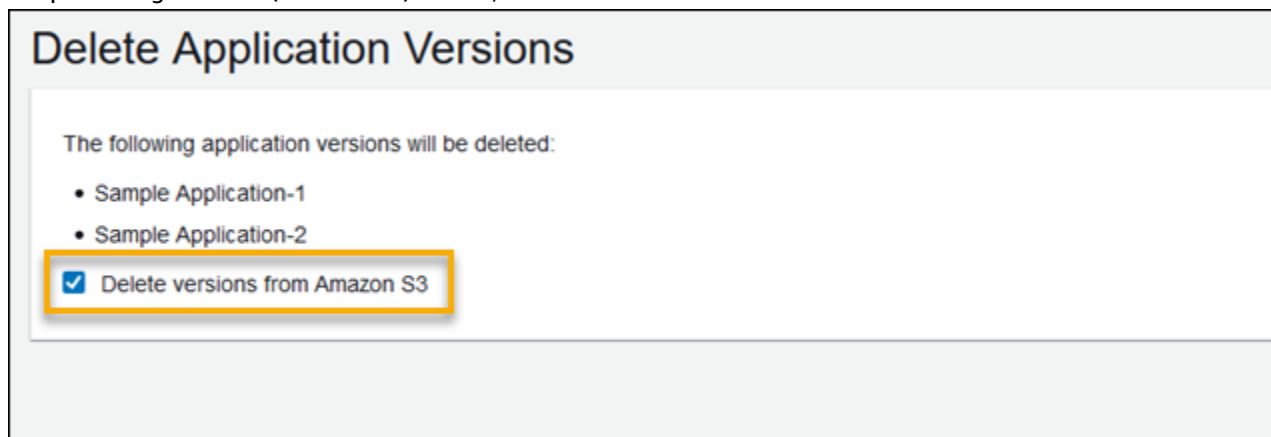 Delete Application Versions
The following application versions will be deleted:
• Sample Application-1
• Sample Application-2
Delete versions from Amazon S3